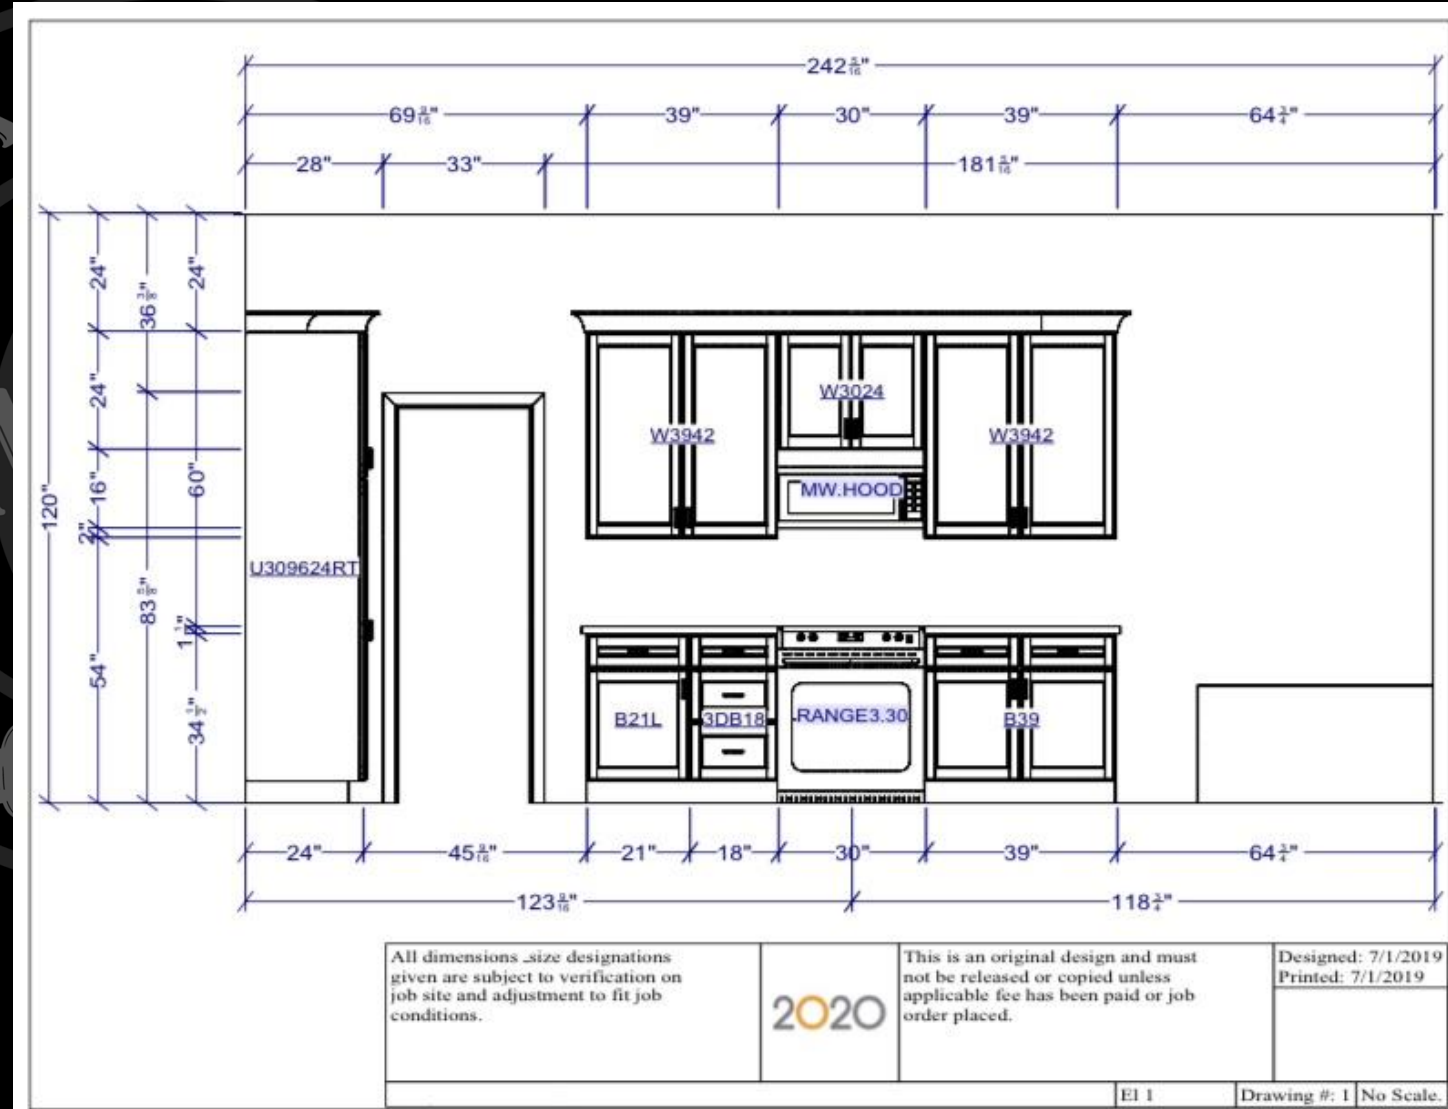 242 5/16"
69 9/16" 39" 30" 39" 64 3/4"
28" 33" 181 5/16"
24" 24"
36 3/8"
24"
W3024
W3942 W3942
16" 60"
120" MW.HOOD
2"
U309624RT
83 5/8"
1 1/2"
54"
34 1/2" B21L 3DB18 RANGE3.30 B39
24" 45 9/16" 21" 18" 30" 39" 64 3/4"
123 9/16" 118 3/4"
All dimensions _size designations
given are subject to verification on
job site and adjustment to fit job
conditions.
2020
This is an original design and must
not be released or copied unless
applicable fee has been paid or job
order placed.
Designed: 7/1/2019
Printed: 7/1/2019
El 1 Drawing #: 1 No Scale.